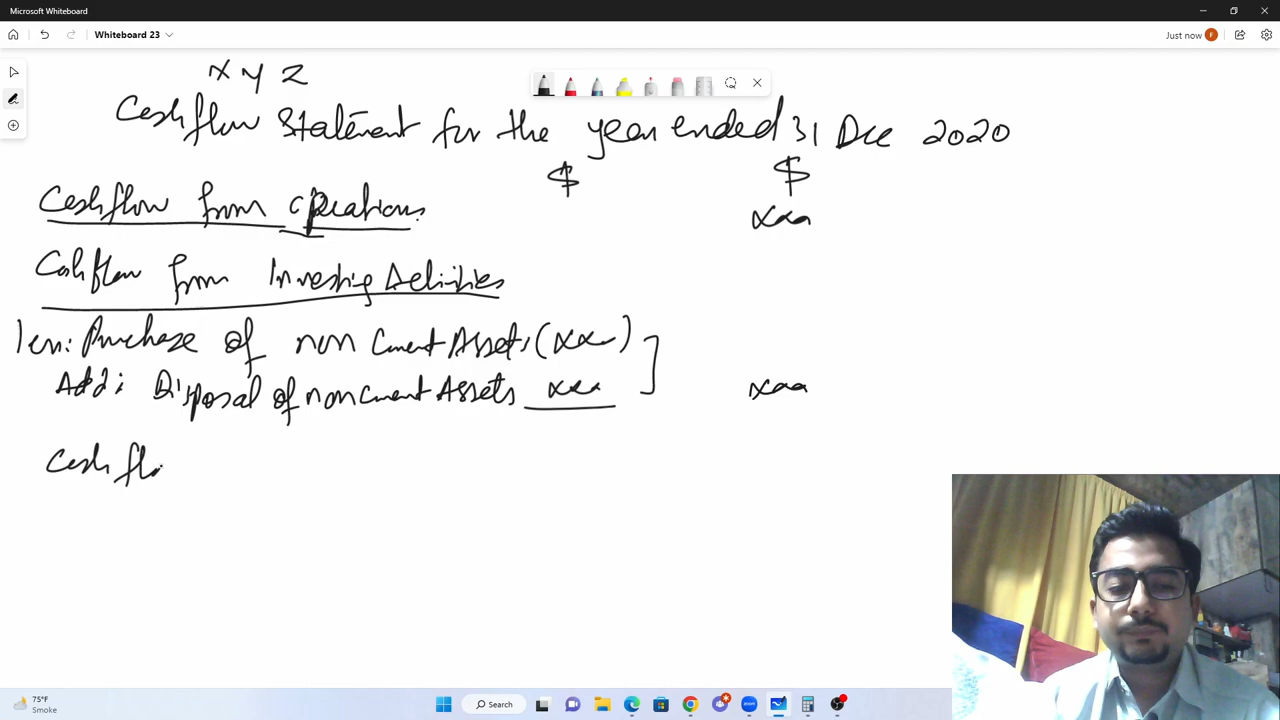 Microsoft Whiteboard
Whiteboard 23
Just now F
x y z
Cashflow Statement for the year ended 31 Dec 2020
$ $
Cashflow from operations xxx
Cashflow from Investing Activities
less: Purchase of non Current Assets (xxx)
Add: Disposal of non Current Assets xxx xxx
Cash flo
75°F
Smoke
Search
zoom